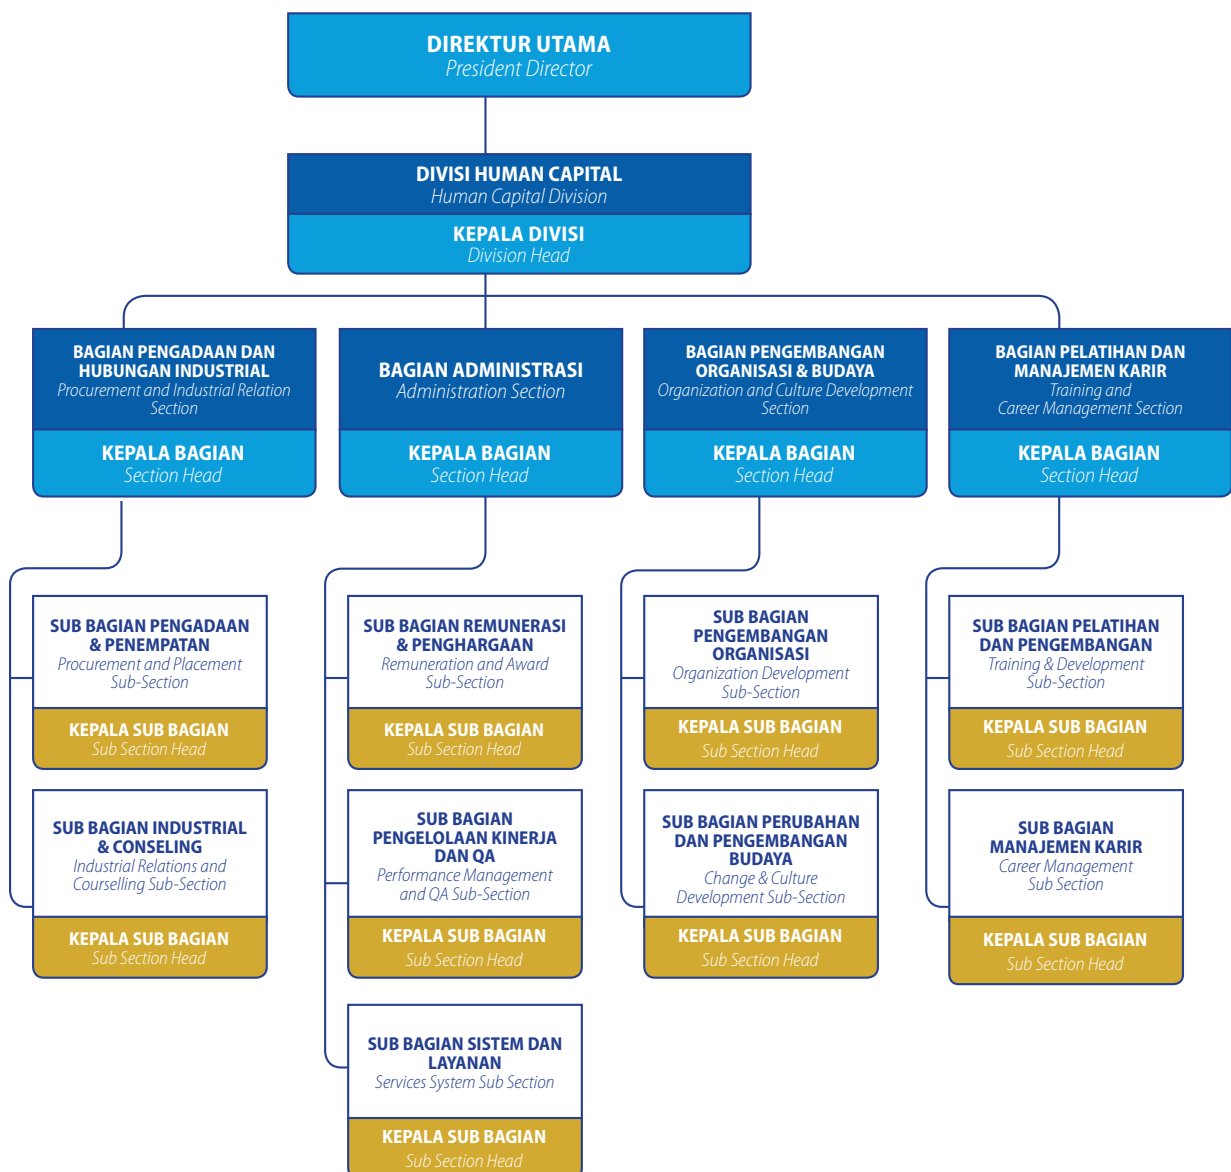 DIREKTUR UTAMA
President Director
DIVISI HUMAN CAPITAL
Human Capital Division
KEPALA DIVISI
Division Head
BAGIAN PENGADAAN DAN
HUBUNGAN INDUSTRIAL
Procurement and Industrial Relation
Section
KEPALA BAGIAN
Section Head
BAGIAN ADMINISTRASI
Administration Section
KEPALA BAGIAN
Section Head
BAGIAN PENGEMBANGAN
ORGANISASI & BUDAYA
Organization and Culture Development
Section
KEPALA BAGIAN
Section Head
BAGIAN PELATIHAN DAN
MANAJEMEN KARIR
Training and
Career Management Section
KEPALA BAGIAN
Section Head
SUB BAGIAN PENGADAAN
& PENEMPATAN
Procurement and Placement
Sub-Section
KEPALA SUB BAGIAN
Sub Section Head
SUB BAGIAN REMUNERASI
& PENGHARGAAN
Remuneration and Award
Sub-Section
KEPALA SUB BAGIAN
Sub Section Head
SUB BAGIAN
PENGEMBANGAN
ORGANISASI
Organization Development
Sub-Section
KEPALA SUB BAGIAN
Sub Section Head
SUB BAGIAN PELATIHAN
DAN PENGEMBANGAN
Training & Development
Sub-Section
KEPALA SUB BAGIAN
Sub Section Head
SUB BAGIAN INDUSTRIAL
& CONSELING
Industrial Relations and
Courselling Sub-Section
KEPALA SUB BAGIAN
Sub Section Head
SUB BAGIAN
PENGELOLAAN KINERJA
DAN QA
Performance Management
and QA Sub-Section
KEPALA SUB BAGIAN
Sub Section Head
SUB BAGIAN PERUBAHAN
DAN PENGEMBANGAN
BUDAYA
Change & Culture
Development Sub-Section
KEPALA SUB BAGIAN
Sub Section Head
SUB BAGIAN
MANAJEMEN KARIR
Career Management
Sub Section
KEPALA SUB BAGIAN
Sub Section Head
SUB BAGIAN SISTEM DAN
LAYANAN
Services System Sub Section
KEPALA SUB BAGIAN
Sub Section Head